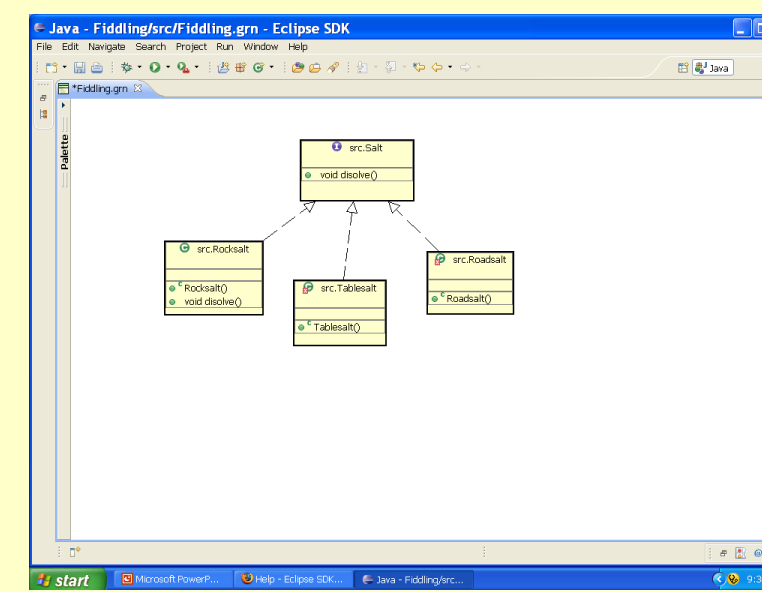 Java - Fiddling/src/Fiddling.grn - Eclipse SDK
File Edit Navigate Search Project Run Window Help
Java
*Fiddling.grn
Palette
I src.Salt
void disolve()
C src.Rocksalt
C Rocksalt()
void disolve()
src.Tablesalt
C Tablesalt()
src.Roadsalt
C Roadsalt()
start Microsoft PowerP... Help - Eclipse SDK... Java - Fiddling/src... 9:3